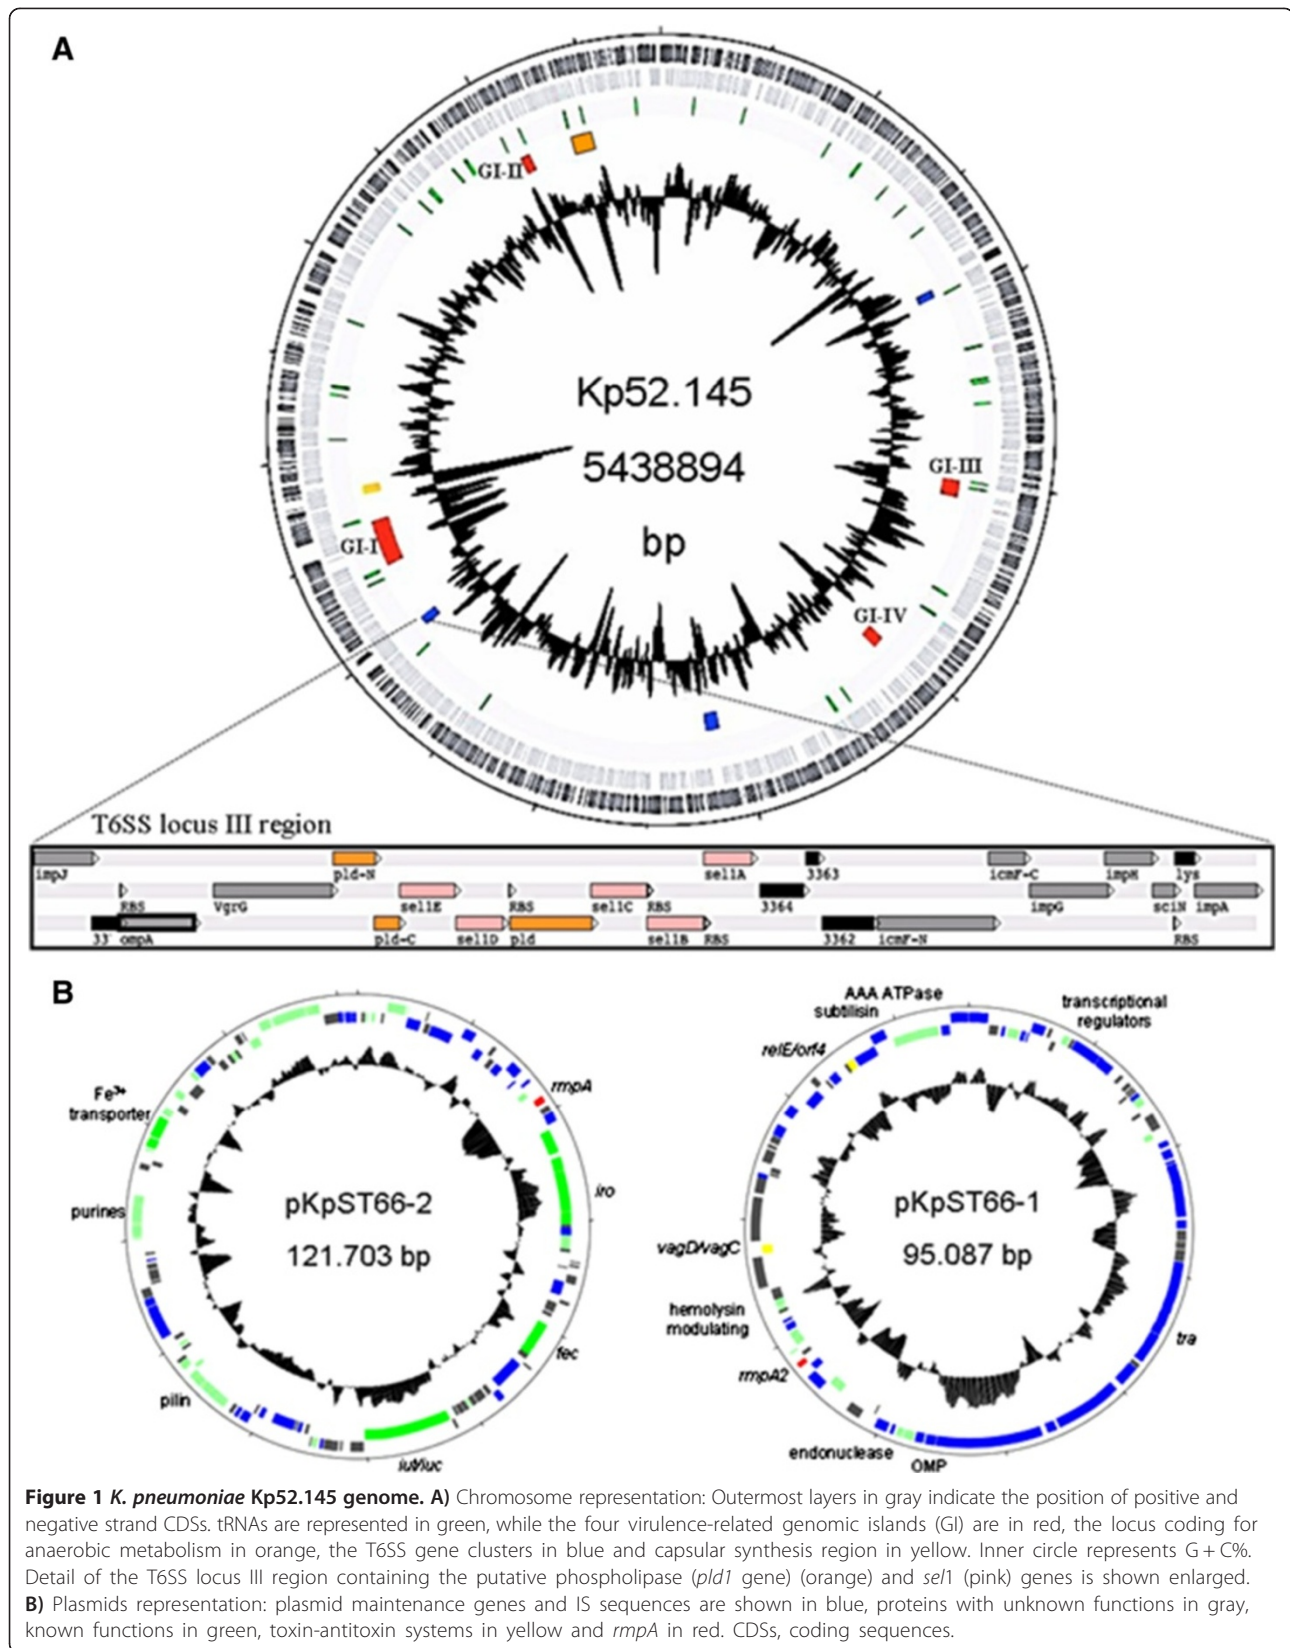 A
GI-II
Kp52.145
5438894
bp
GI-III
GI-I
GI-IV
T6SS locus III region
impJ pld-N sel1A 3363 icmF-C impH lys
RBS VgrG sel1E RBS sel1C RBS 3364 impG sciN impA
33 ompA pld-C sel1D pld sel1B RBS 3362 icmF-N RBS
B
AAA ATPase
subtilisin
transcriptional
regulators
relE/orf4
rmpA
Fe3+
transporter
iro
pKpST66-2
121.703 bp
purines
fec
pilin
iut/iuc
pKpST66-1
95.087 bp
vagD/vagC
hemolysin
modulating
tra
rmpA2
endonuclease
OMP
Figure 1 K. pneumoniae Kp52.145 genome. A) Chromosome representation: Outermost layers in gray indicate the position of positive and
negative strand CDSs. tRNAs are represented in green, while the four virulence-related genomic islands (GI) are in red, the locus coding for
anaerobic metabolism in orange, the T6SS gene clusters in blue and capsular synthesis region in yellow. Inner circle represents G + C%.
Detail of the T6SS locus III region containing the putative phospholipase (pld1 gene) (orange) and sel1 (pink) genes is shown enlarged.
B) Plasmids representation: plasmid maintenance genes and IS sequences are shown in blue, proteins with unknown functions in gray,
known functions in green, toxin-antitoxin systems in yellow and rmpA in red. CDSs, coding sequences.